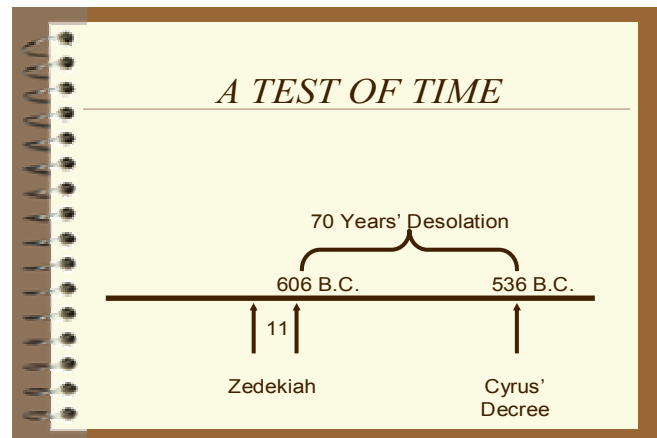 A TEST OF TIME
70 Years' Desolation
606 B.C.
536 B.C.
11
Zedekiah
Cyrus'
Decree